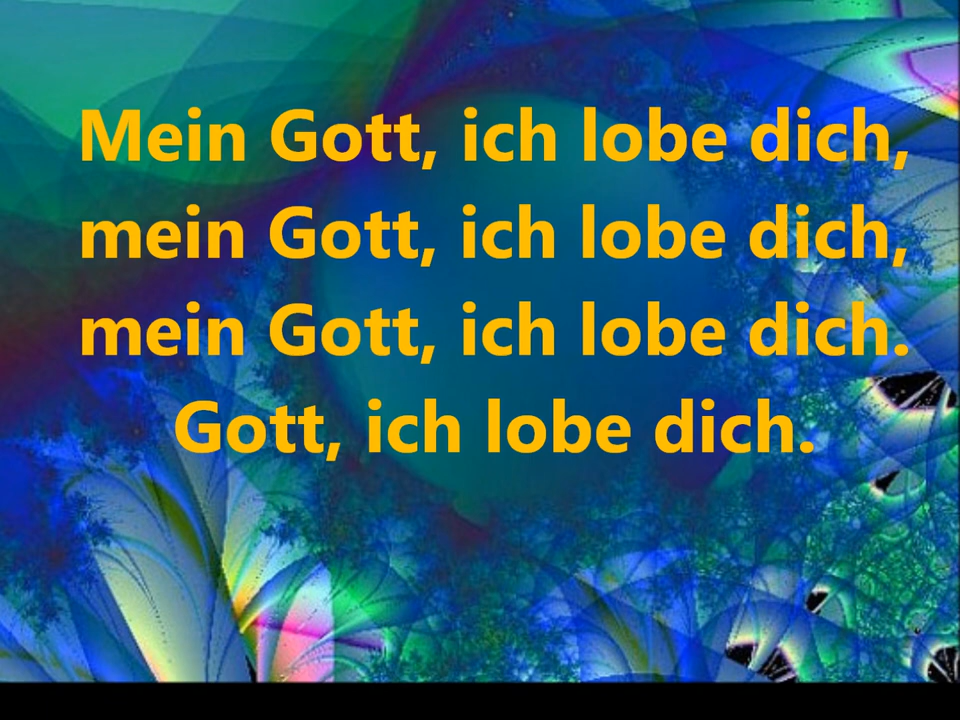 Mein Gott, ich lobe dich,
mein Gott, ich lobe dich,
mein Gott, ich lobe dich.
Gott, ich lobe dich.